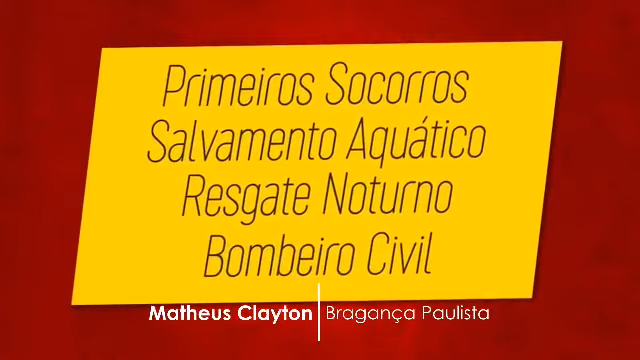 Primeiros Socorros
Salvamento Aquático
Resgate Noturno
Bombeiro Civil
Matheus Clayton | Bragança Paulista